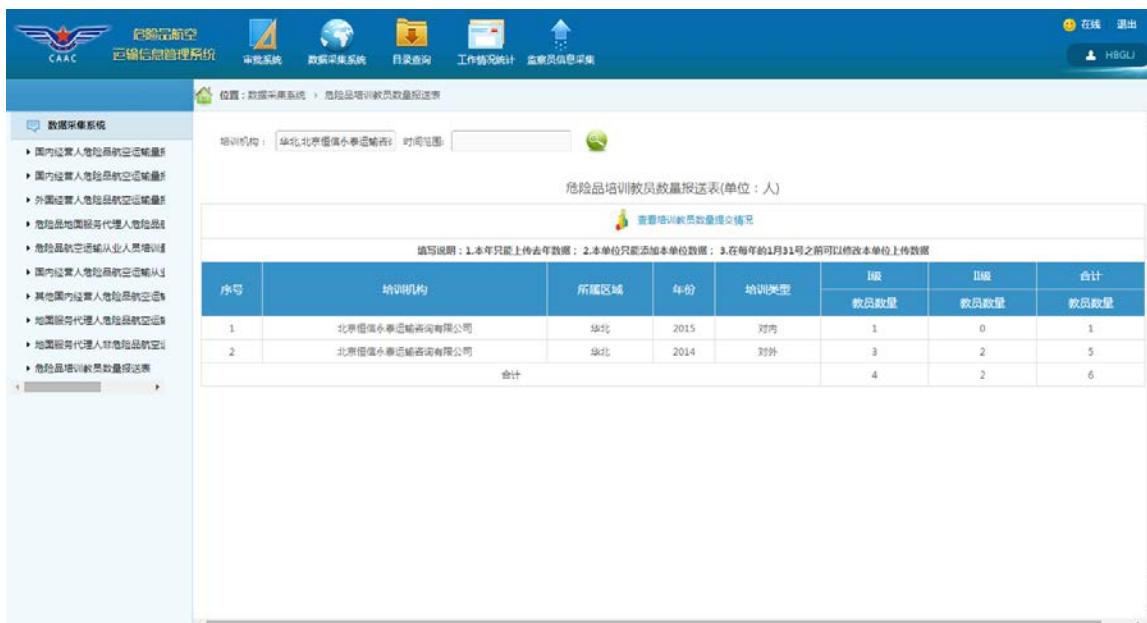 CAAC
危险品航空
运输信息管理系统
审批系统
数据采集系统
目录查询
工作情况统计
监察员信息采集
在线
退出
HBGLJ
位置：数据采集系统 › 危险品培训教员数量报送表
数据采集系统
国内经营人危险品航空运输量
国内经营人危险品航空运输量
外国经营人危险品航空运输量
危险品地面服务代理人危险品
危险品航空运输从业人员培训
国内经营人危险品航空运输从业
其他国内经营人危险品航空运输
地面服务代理人危险品航空运输
地面服务代理人非危险品航空
危险品培训教员数量报送表
培训机构： 华北,北京恒信永泰运输咨 时间范围：
危险品培训教员数量报送表(单位：人)
查看培训教员数量提交情况
填写说明：1.本年只能上传去年数据； 2.本单位只能添加本单位数据； 3.在每年的1月31号之前可以修改本单位上传数据
序号 培训机构 所属区域 年份 培训类型 I级 II级 合计
教员数量 教员数量 教员数量
1 北京恒信永泰运输咨询有限公司 华北 2015 对内 1 0 1
2 北京恒信永泰运输咨询有限公司 华北 2014 对外 3 2 5
合计 4 2 6